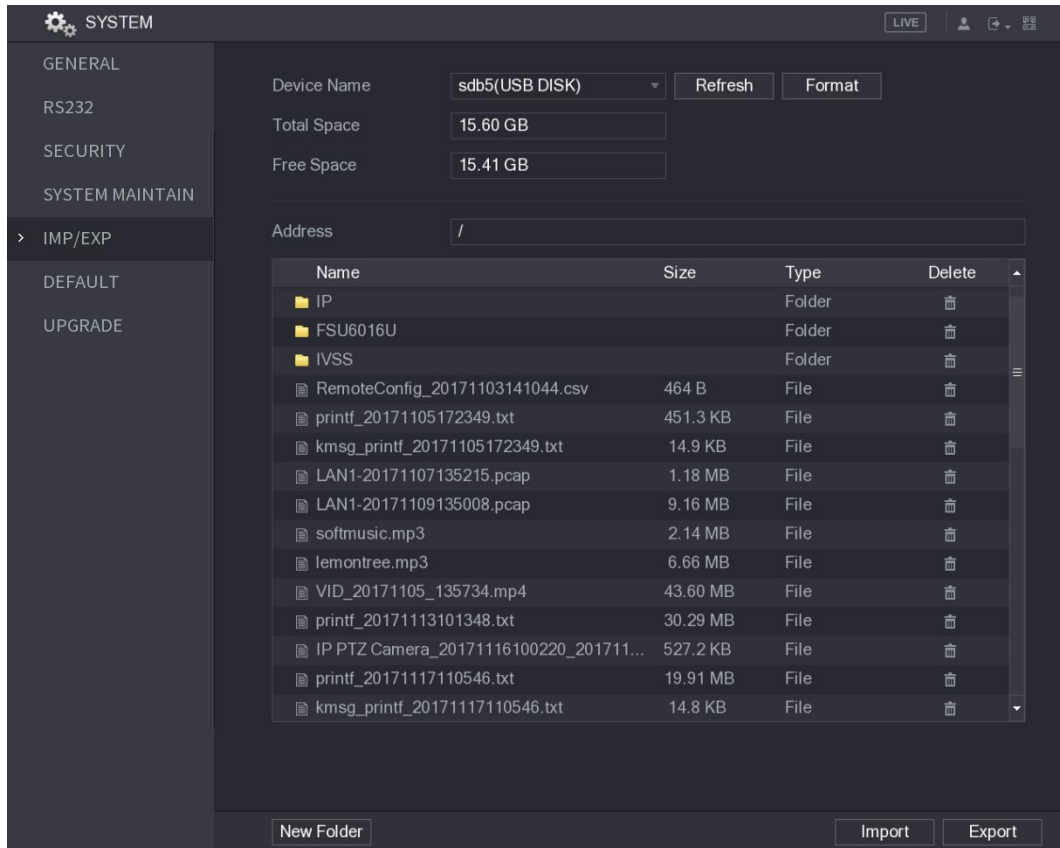 SYSTEM
LIVE
GENERAL
RS232
SECURITY
SYSTEM MAINTAIN
IMP/EXP
DEFAULT
UPGRADE
Device Name sdb5(USB DISK) Refresh Format
Total Space 15.60 GB
Free Space 15.41 GB
Address /
Name Size Type Delete
IP Folder
FSU6016U Folder
IVSS Folder
RemoteConfig_20171103141044.csv 464 B File
printf_20171105172349.txt 451.3 KB File
kmsg_printf_20171105172349.txt 14.9 KB File
LAN1-20171107135215.pcap 1.18 MB File
LAN1-20171109135008.pcap 9.16 MB File
softmusic.mp3 2.14 MB File
lemontree.mp3 6.66 MB File
VID_20171105_135734.mp4 43.60 MB File
printf_20171113101348.txt 30.29 MB File
IP PTZ Camera_20171116100220_201711... 527.2 KB File
printf_20171117110546.txt 19.91 MB File
kmsg_printf_20171117110546.txt 14.8 KB File
New Folder Import Export